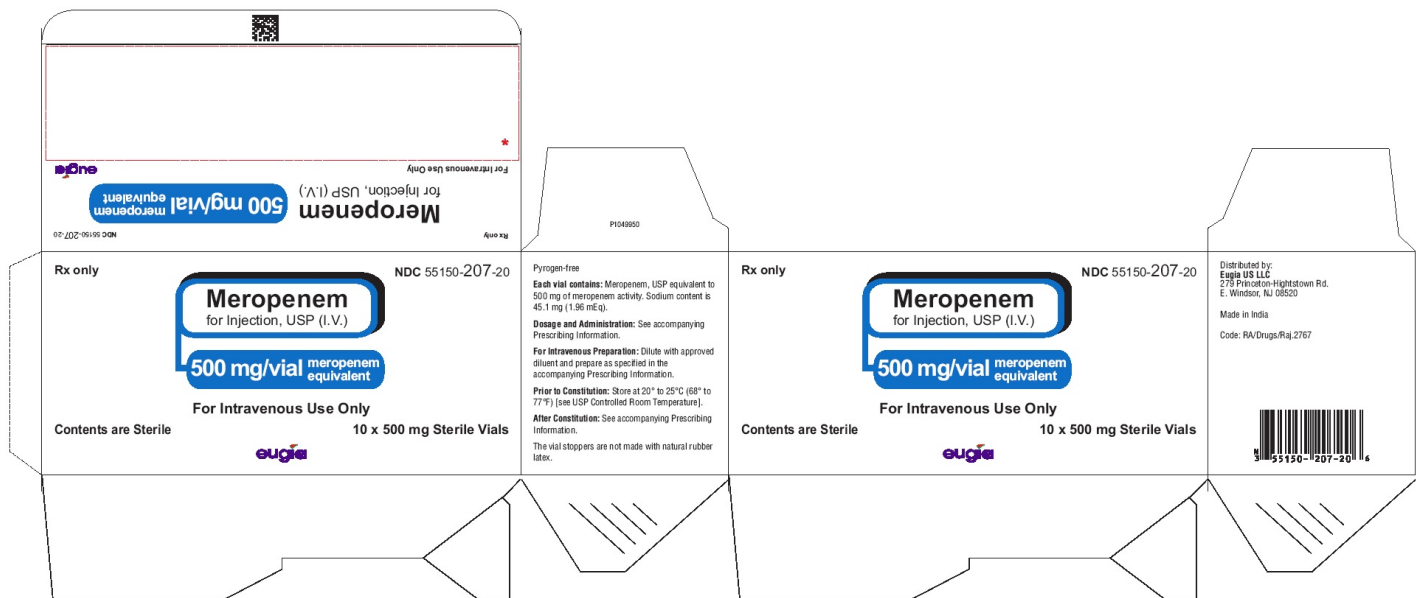 *
For Intravenous Use Only
eugia
Meropenem
for Injection, USP (I.V.)
500 mg/vial meropenem
equivalent
Rx only
NDC 55150-207-20
P1049950
Rx only
NDC 55150-207-20
Meropenem
for Injection, USP (I.V.)
500 mg/vial meropenem
equivalent
For Intravenous Use Only
Contents are Sterile
10 x 500 mg Sterile Vials
eugia
Pyrogen-free
Each vial contains: Meropenem, USP equivalent to
500 mg of meropenem activity. Sodium content is
45.1 mg (1.96 mEq).
Dosage and Administration: See accompanying
Prescribing Information.
For Intravenous Preparation: Dilute with approved
diluent and prepare as specified in the
accompanying Prescribing Information.
Prior to Constitution: Store at 20° to 25°C (68° to
77°F) [see USP Controlled Room Temperature].
After Constitution: See accompanying Prescribing
Information.
The vial stoppers are not made with natural rubber
latex.
Rx only
NDC 55150-207-20
Meropenem
for Injection, USP (I.V.)
500 mg/vial meropenem
equivalent
For Intravenous Use Only
Contents are Sterile
10 x 500 mg Sterile Vials
eugia
Distributed by:
Eugia US LLC
279 Princeton-Hightstown Rd.
E. Windsor, NJ 08520
Made in India
Code: RA/Drugs/Raj.2767
N
3 55150-207-20 6